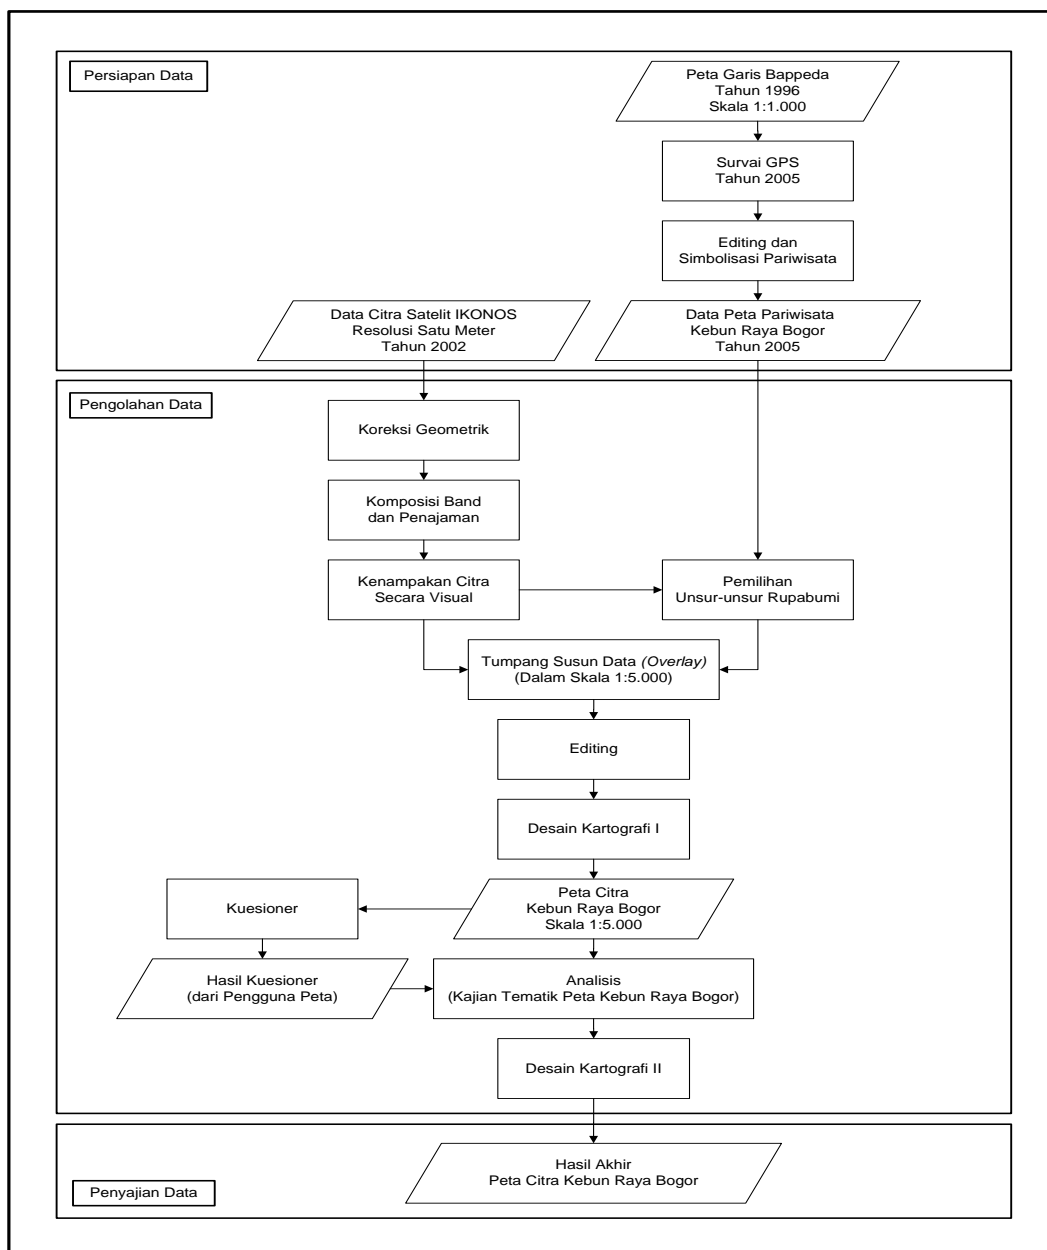 Persiapan Data
Peta Garis Bappeda
Tahun 1996
Skala 1:1.000
Survai GPS
Tahun 2005
Editing dan
Simbolisasi Pariwisata
Data Citra Satelit IKONOS
Resolusi Satu Meter
Tahun 2002
Data Peta Pariwisata
Kebun Raya Bogor
Tahun 2005
Pengolahan Data
Koreksi Geometrik
Komposisi Band
dan Penajaman
Kenampakan Citra
Secara Visual
Pemilihan
Unsur-unsur Rupabumi
Tumpang Susun Data (Overlay)
(Dalam Skala 1:5.000)
Editing
Desain Kartografi I
Kuesioner
Peta Citra
Kebun Raya Bogor
Skala 1:5.000
Hasil Kuesioner
(dari Pengguna Peta)
Analisis
(Kajian Tematik Peta Kebun Raya Bogor)
Desain Kartografi II
Hasil Akhir
Peta Citra Kebun Raya Bogor
Penyajian Data